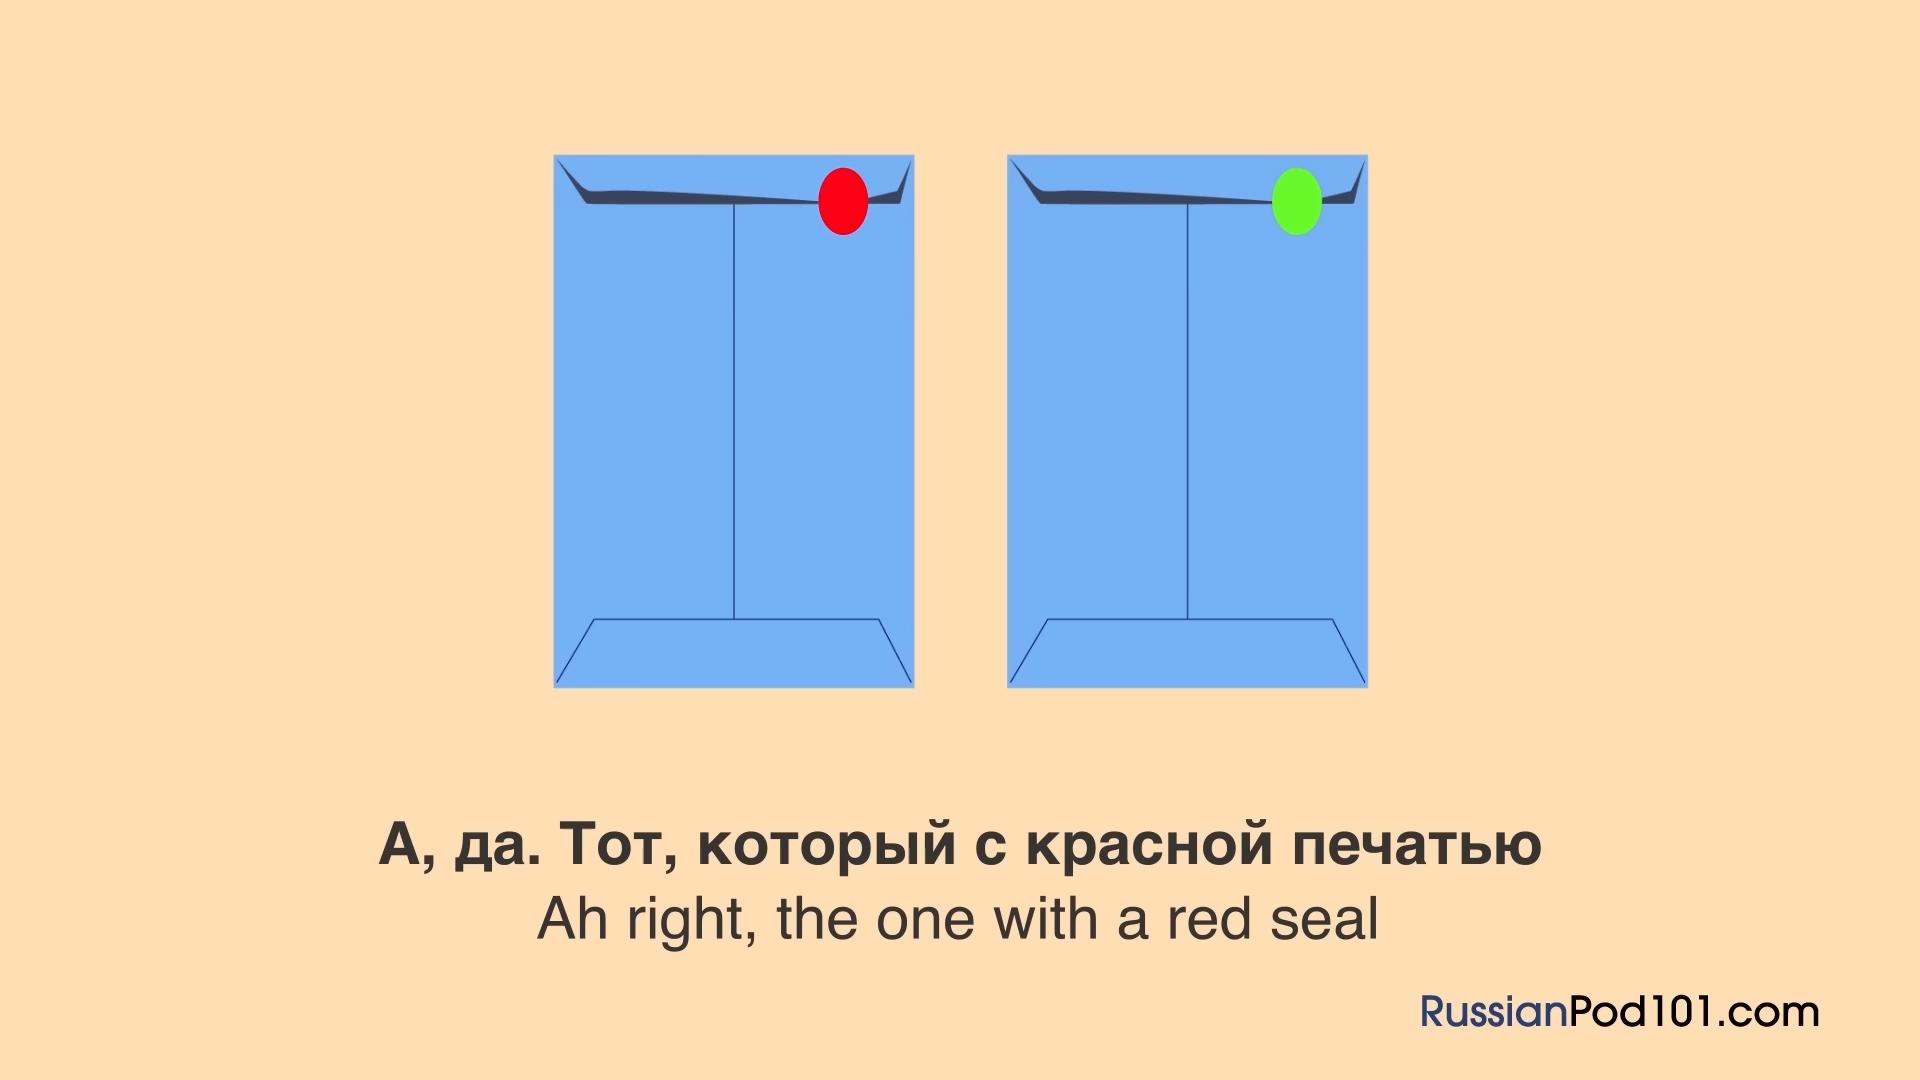 А, да. Тот, который с красной печатью
Ah right, the one with a red seal
RussianPod101.com